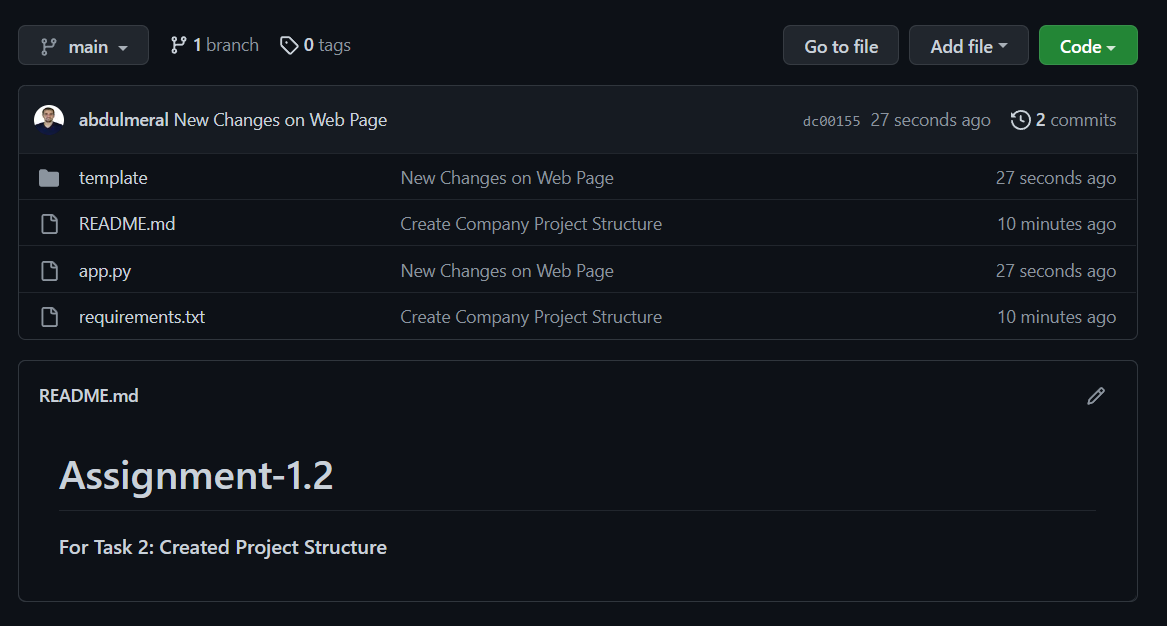 main 1 branch 0 tags Go to file Add file Code
abdulmeral New Changes on Web Page dc00155 27 seconds ago 2 commits
template New Changes on Web Page 27 seconds ago
README.md Create Company Project Structure 10 minutes ago
app.py New Changes on Web Page 27 seconds ago
requirements.txt Create Company Project Structure 10 minutes ago
README.md
Assignment-1.2
For Task 2: Created Project Structure